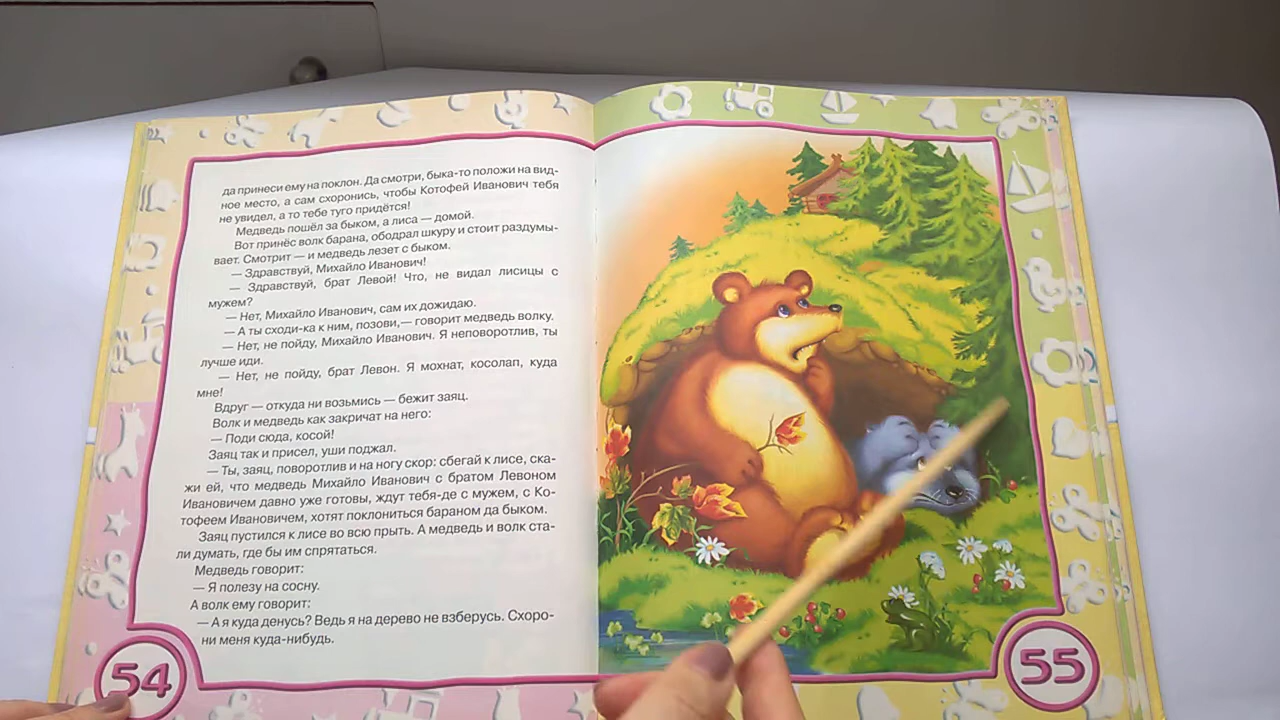 да принеси ему на поклон. Да смотри, быка-то положи на вид-
ное место, а сам схоронись, чтобы Котофей Иванович тебя
не увидел, а то тебе туго придётся!
Медведь пошёл за быком, а лиса — домой.
Вот принёс волк барана, ободрал шкуру и стоит раздумы-
вает. Смотрит — и медведь лезет с быком.
— Здравствуй, Михайло Иванович!
— Здравствуй, брат Левой! Что, не видал лисицы с
мужем?
— Нет, Михайло Иванович, сам их дожидаю.
— А ты сходи-ка к ним, позови,— говорит медведь волку.
— Нет, не пойду, Михайло Иванович. Я неповоротлив, ты
лучше иди.
— Нет, не пойду, брат Левон. Я мохнат, косолап, куда
мне!
Вдруг — откуда ни возьмись — бежит заяц.
Волк и медведь как закричат на него:
— Поди сюда, косой!
Заяц так и присел, уши поджал.
— Ты, заяц, поворотлив и на ногу скор: сбегай к лисе, ска-
жи ей, что медведь Михайло Иванович с братом Левоном
Ивановичем давно уже готовы, ждут тебя-де с мужем, с Ко-
тофеем Ивановичем, хотят поклониться бараном да быком.
Заяц пустился к лисе во всю прыть. А медведь и волк ста-
ли думать, где бы им спрятаться.
Медведь говорит:
— Я полезу на сосну.
А волк ему говорит:
— А я куда денусь? Ведь я на дерево не взберусь. Схоро-
ни меня куда-нибудь.
54
55